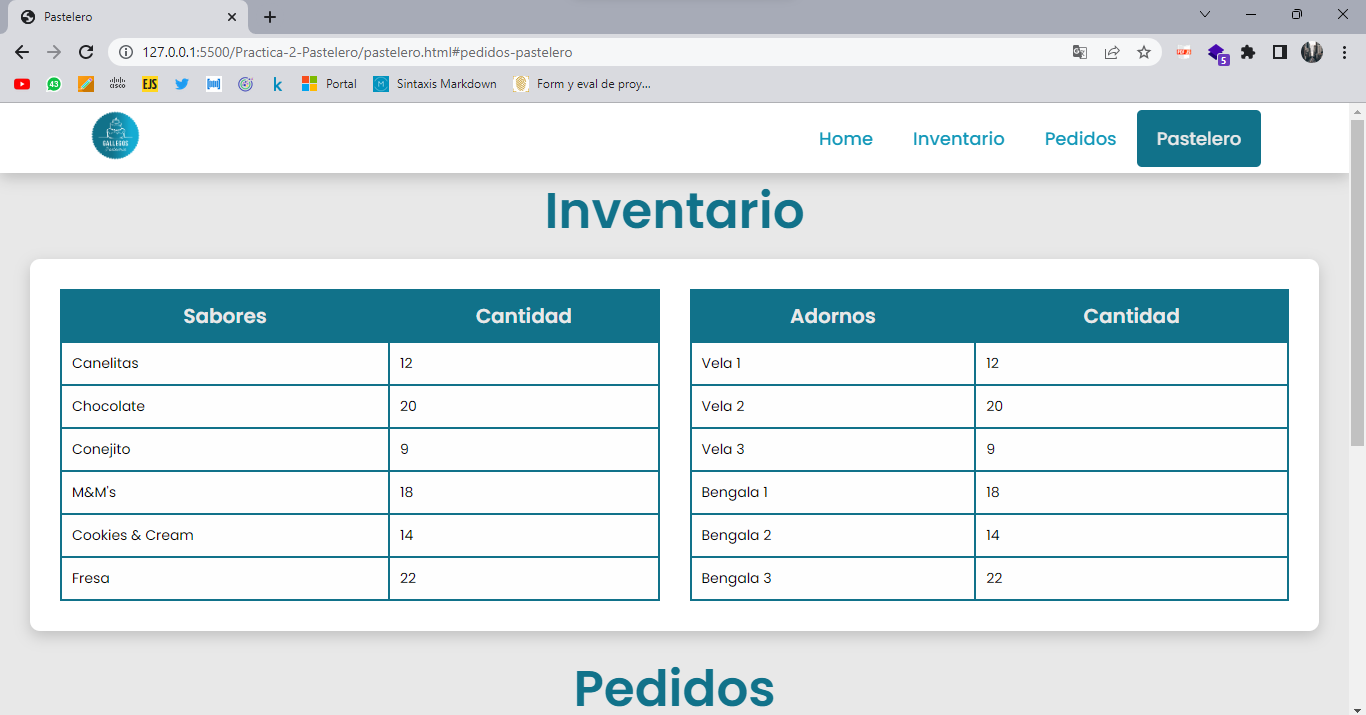 Pastelero
127.0.0.1:5500/Practica-2-Pastelero/pastelero.html#pedidos-pastelero
5
43
cisco
EJS
k
Portal
M
Sintaxis Markdown
Form y eval de proy...
GALLEGOS
Home
Inventario
Pedidos
Pastelero
Inventario
Sabores Cantidad
Canelitas 12
Chocolate 20
Conejito 9
M&M's 18
Cookies & Cream 14
Fresa 22
Adornos Cantidad
Vela 1 12
Vela 2 20
Vela 3 9
Bengala 1 18
Bengala 2 14
Bengala 3 22
Pedidos